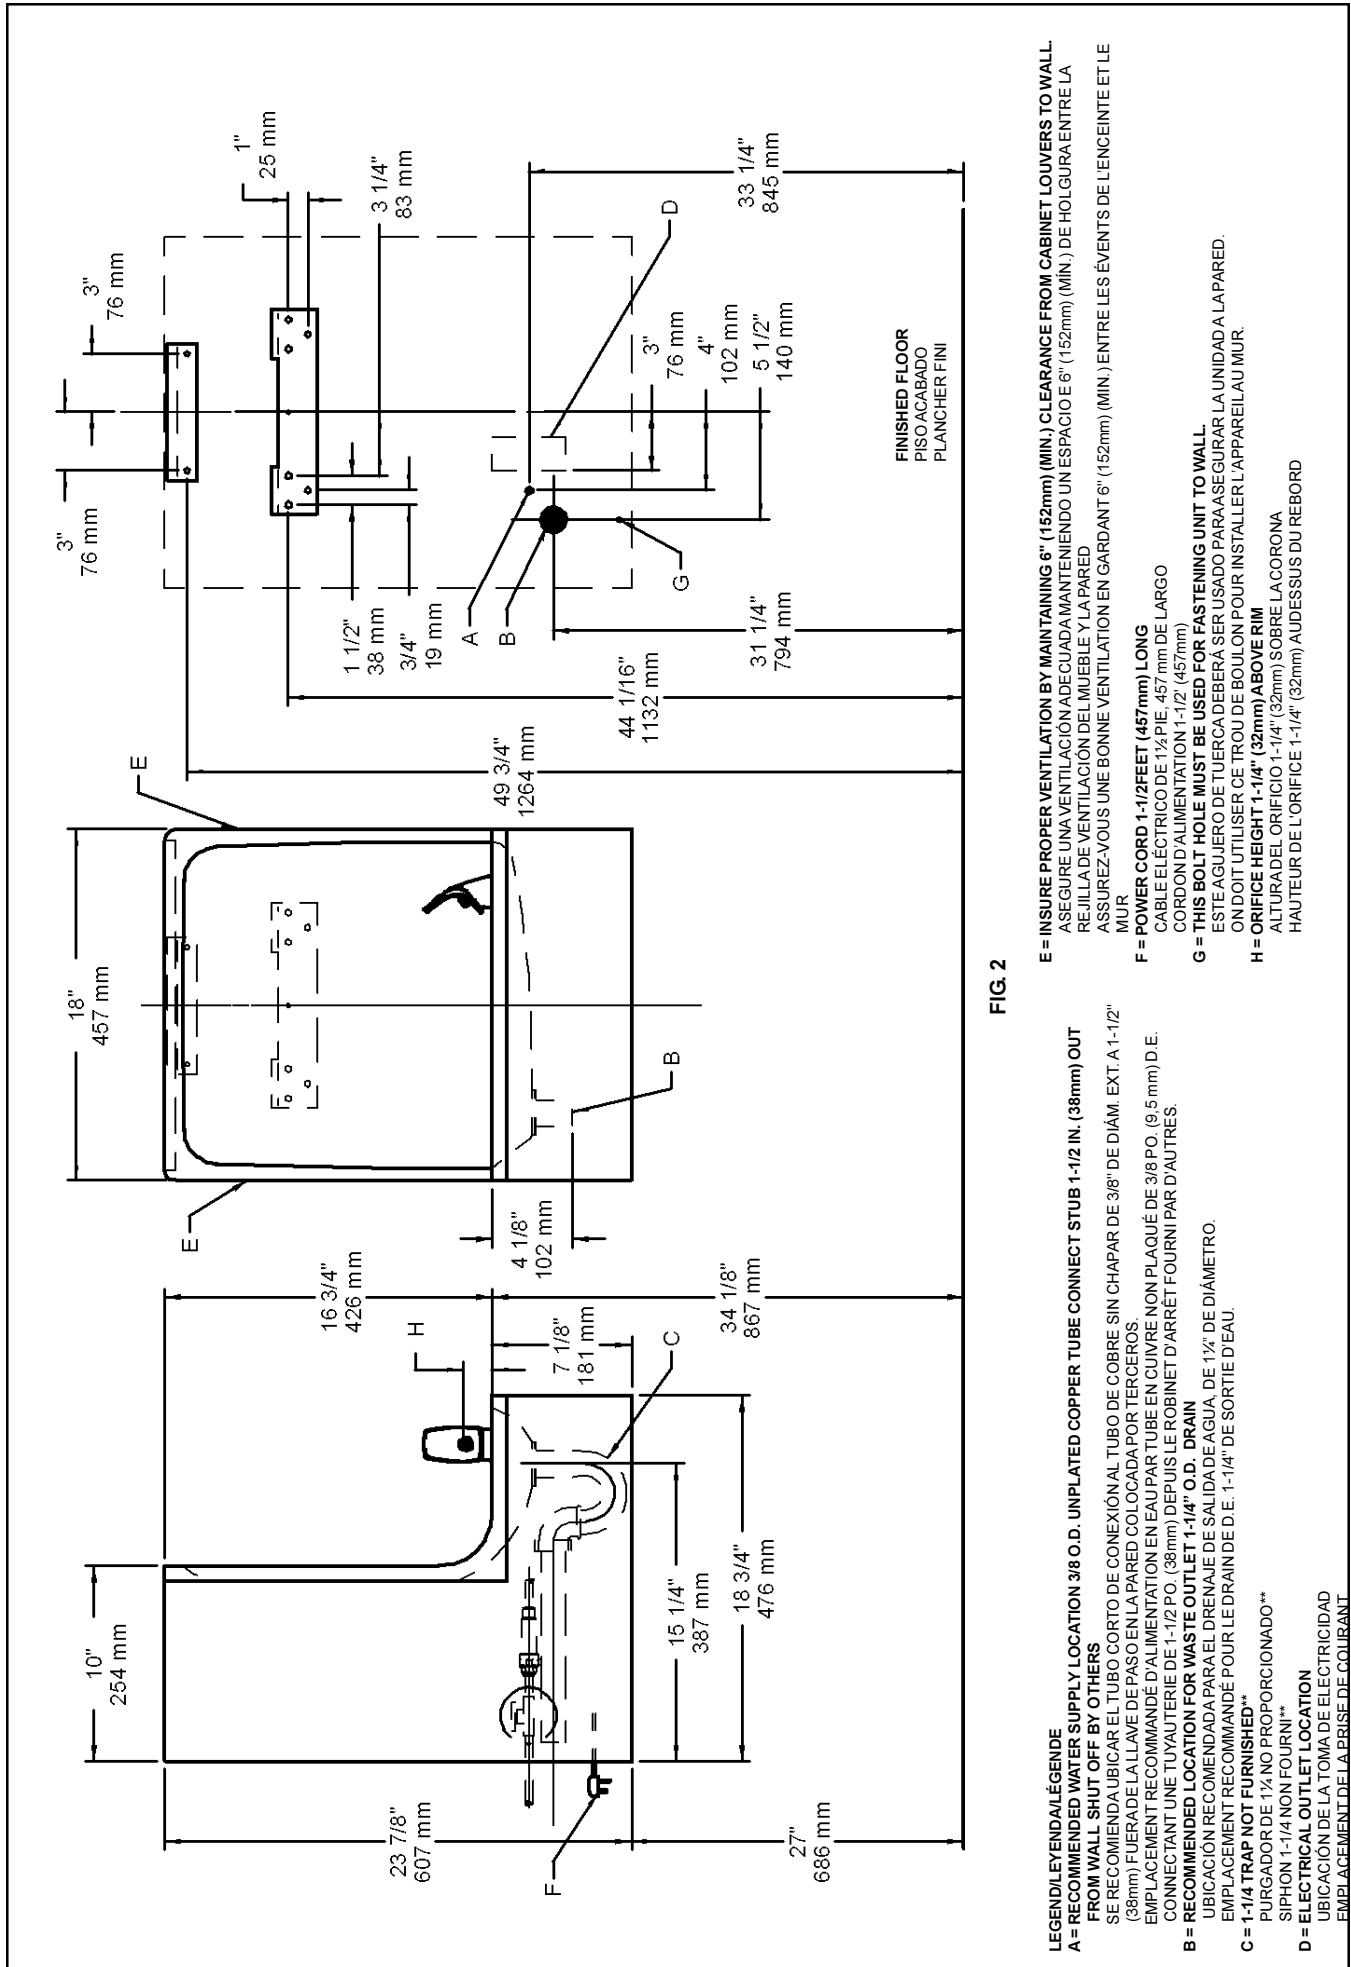 10"
254 mm
23 7/8"
607 mm
27"
686 mm
F
15 1/4"
387 mm
18 3/4"
476 mm
H
16 3/4"
426 mm
7 1/8"
181 mm
34 1/8"
867 mm
C
18"
457 mm
E
E
4 1/8"
102 mm
B
3"
76 mm
3"
76 mm
1"
25 mm
3 1/4"
83 mm
1 1/2"
38 mm
3/4"
19 mm
A
B
G
D
3"
76 mm
4"
102 mm
5 1/2"
140 mm
33 1/4"
845 mm
31 1/4"
794 mm
44 1/16"
1132 mm
49 3/4"
1264 mm
FINISHED FLOOR
PISO ACABADO
PLANCHER FINI
FIG. 2
LEGEND/LEYENDA/LÉGENDE
A = RECOMMENDED WATER SUPPLY LOCATION 3/8 O.D. UNPLATED COPPER TUBE CONNECT STUB 1-1/2 IN. (38mm) OUT
FROM WALL SHUT OFF BY OTHERS
SE RECOMIENDA UBICAR EL TUBO CORTO DE CONEXIÓN AL TUBO DE COBRE SIN CHAPAR DE 3/8" DE DIÁM. EXT. A 1-1/2"
(38mm) FUERA DE LA LLAVE DE PASO EN LA PARED COLOCADA POR TERCEROS.
EMPLACEMENT RECOMMANDÉ D'ALIMENTATION EN EAU PAR TUBE EN CUIVRE NON PLAQUÉ DE 3/8 PO. (9,5 mm) D.E.
CONNECTANT UNE TUYAUTERIE DE 1-1/2 PO. (38mm) DEPUIS LE ROBINET D'ARRÊT FOURNI PAR D'AUTRES.
B = RECOMMENDED LOCATION FOR WASTE OUTLET 1-1/4" O.D. DRAIN
UBICACIÓN RECOMENDADA PARA EL DRENAJE DE SALIDA DE AGUA, DE 1¼" DE DIÁMETRO.
EMPLACEMENT RECOMMANDÉ POUR LE DRAIN DE D.E. 1-1/4" DE SORTIE D'EAU.
C = 1-1/4 TRAP NOT FURNISHED**
PURGADOR DE 1¼ NO PROPORCIONADO**
SIPHON 1-1/4 NON FOURNI**
D = ELECTRICAL OUTLET LOCATION
UBICACIÓN DE LA TOMA DE ELECTRICIDAD
EMPLACEMENT DE LA PRISE DE COURANT
E = INSURE PROPER VENTILATION BY MAINTAINING 6" (152mm) (MIN.) CLEARANCE FROM CABINET LOUVERS TO WALL.
ASEGURE UNA VENTILACIÓN ADECUADA MANTENIENDO UN ESPACIO E 6" (152mm) (MÍN.) DE HOLGURA ENTRE LA
REJILLA DE VENTILACIÓN DEL MUEBLE Y LA PARED
ASSUREZ-VOUS UNE BONNE VENTILATION EN GARDANT 6" (152mm) (MIN.) ENTRE LES ÉVENTS DE L'ENCEINTE ET LE
MUR
F = POWER CORD 1-1/2 FEET (457mm) LONG
CABLE ELÉCTRICO DE 1½ PIE, 457 mm DE LARGO
CORDON D'ALIMENTATION 1-1/2' (457mm)
G = THIS BOLT HOLE MUST BE USED FOR FASTENING UNIT TO WALL.
ESTE AGUJERO DE TUERCA DEBERÁ SER USADO PARA ASEGURAR LA UNIDAD A LA PARED.
ON DOIT UTILISER CE TROU DE BOULON POUR INSTALLER L'APPAREIL AU MUR.
H = ORIFICE HEIGHT 1-1/4" (32mm) ABOVE RIM
ALTURA DEL ORIFICIO 1-1/4" (32mm) SOBRE LA CORONA
HAUTEUR DE L'ORIFICE 1-1/4" (32mm) AUDESSUS DU REBORD